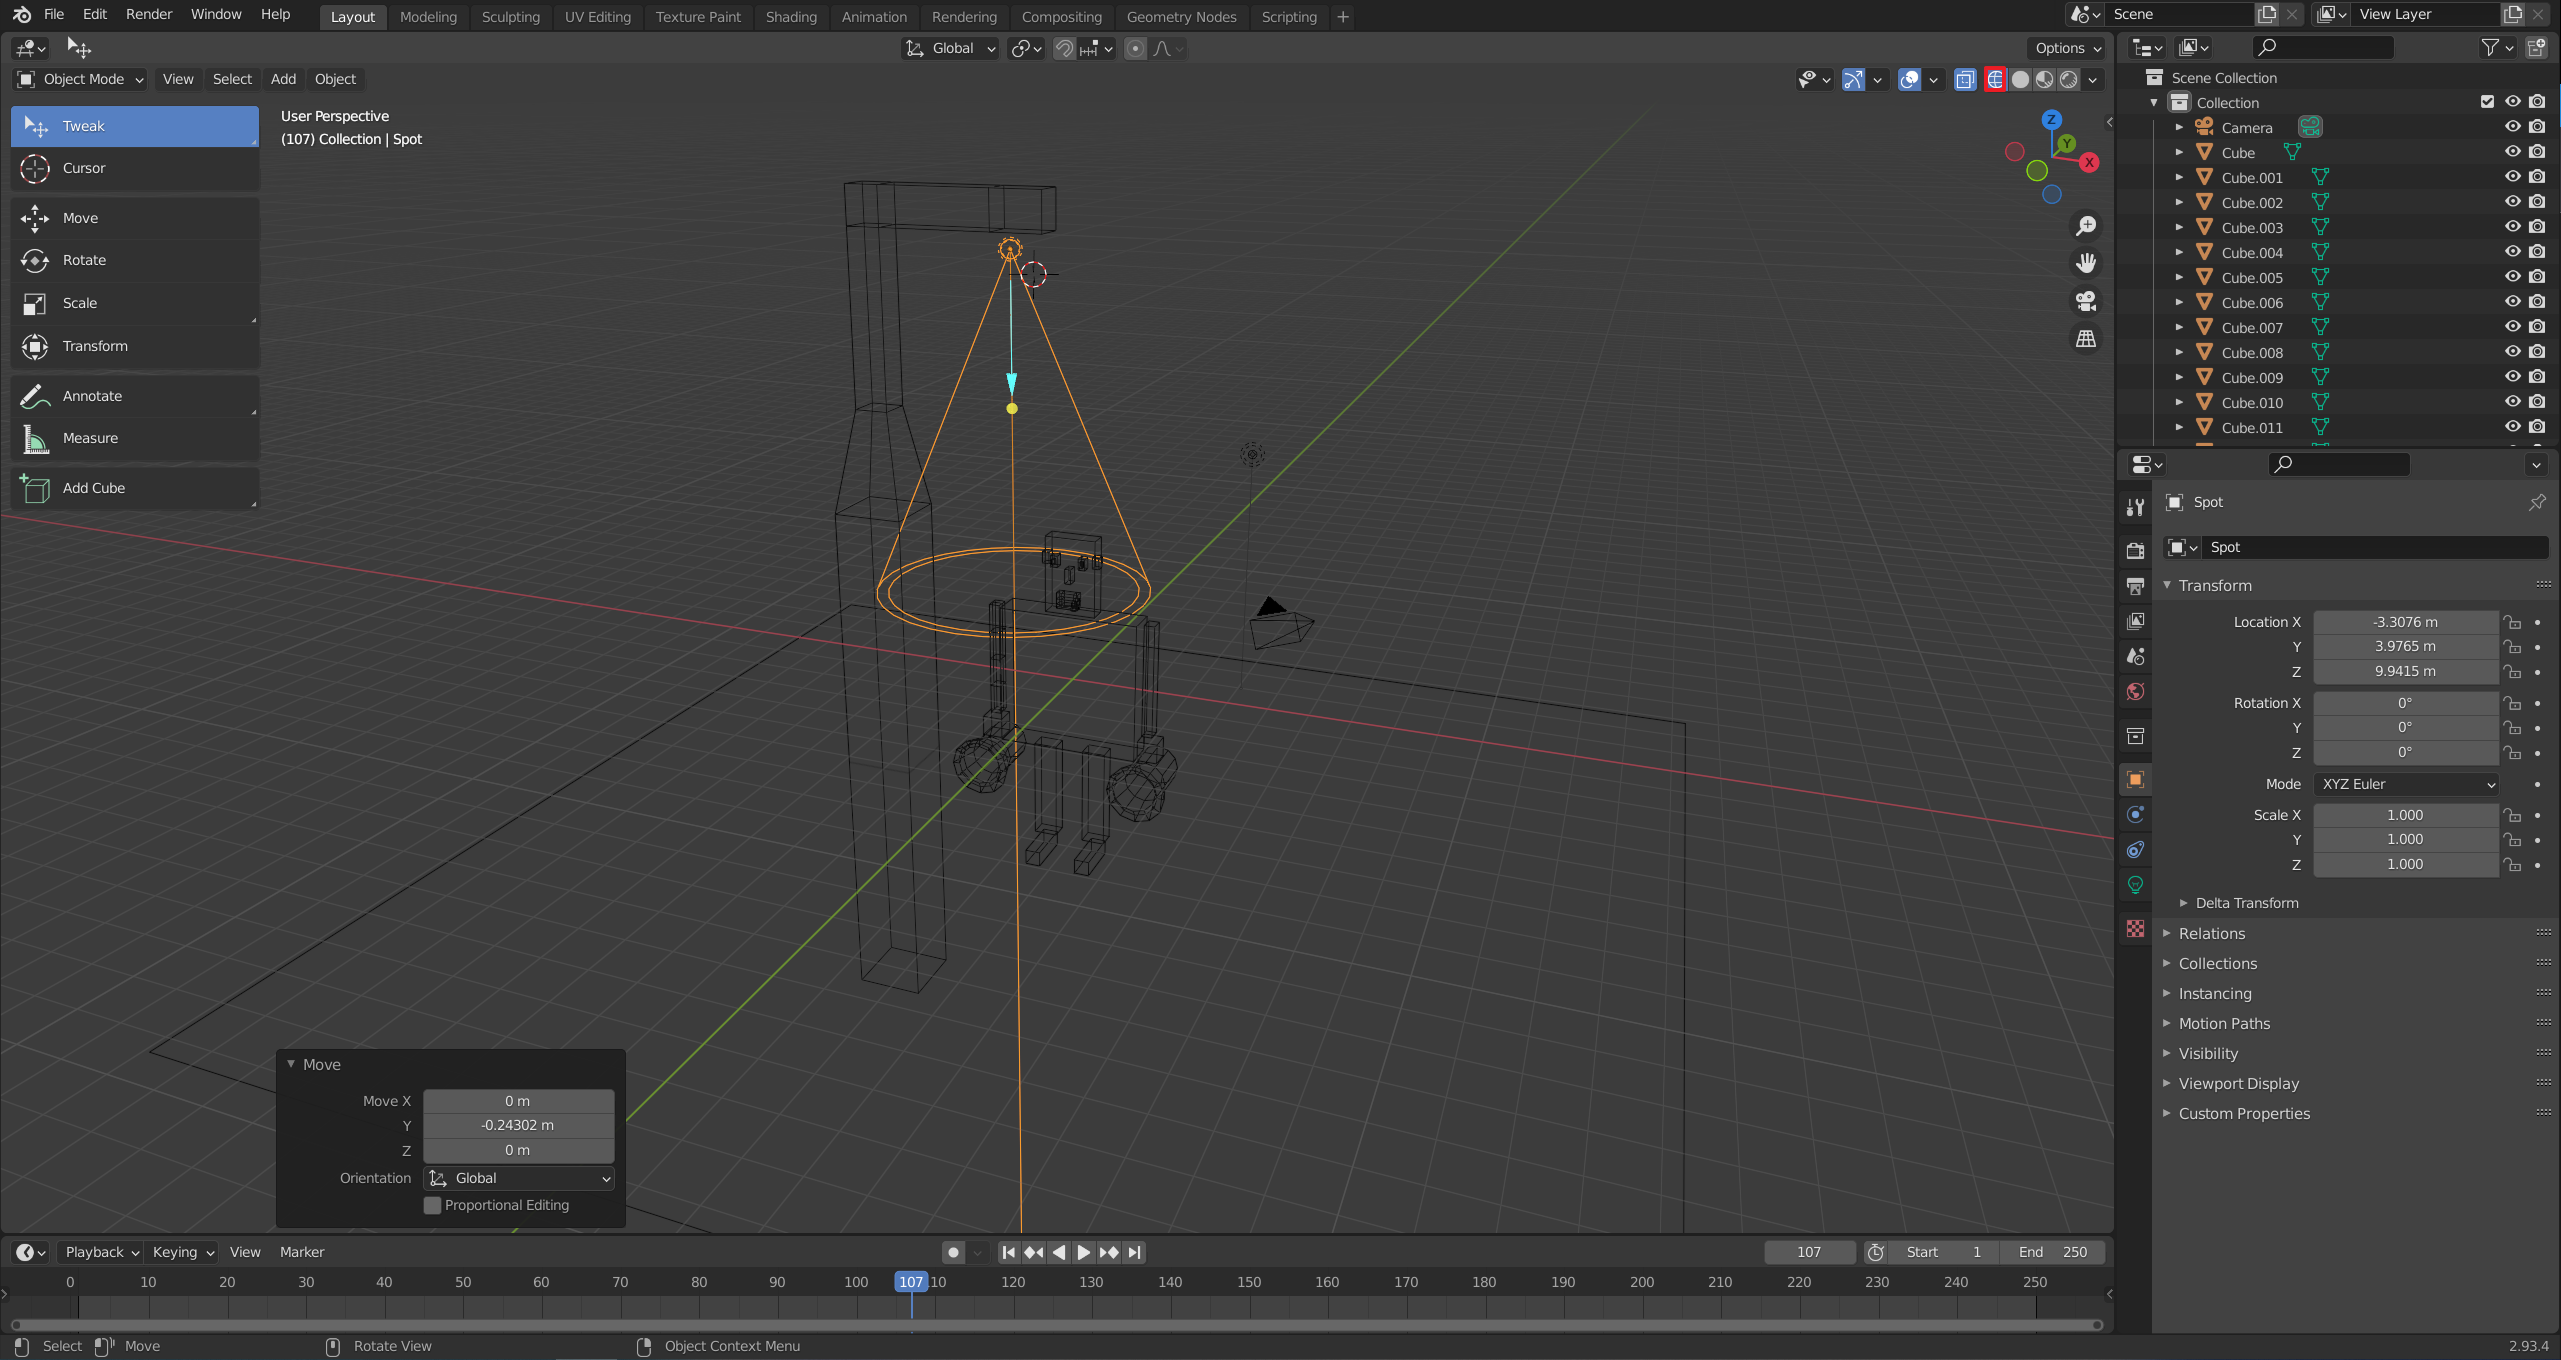 File Edit Render Window Help Layout Modeling Sculpting UV Editing Texture Paint Shading Animation Rendering Compositing Geometry Nodes Scripting + Scene View Layer
Global Options
Object Mode View Select Add Object
User Perspective
(107) Collection | Spot
Tweak
Cursor
Move
Rotate
Scale
Transform
Annotate
Measure
Add Cube
Z
Y
X
Scene Collection
Collection
Camera
Cube
Cube.001
Cube.002
Cube.003
Cube.004
Cube.005
Cube.006
Cube.007
Cube.008
Cube.009
Cube.010
Cube.011
Spot
Spot
Transform
Location X -3.3076 m
Y 3.9765 m
Z 9.9415 m
Rotation X 0°
Y 0°
Z 0°
Mode XYZ Euler
Scale X 1.000
Y 1.000
Z 1.000
Delta Transform
Relations
Collections
Instancing
Motion Paths
Visibility
Viewport Display
Custom Properties
Move
Move X 0 m
Y -0.24302 m
Z 0 m
Orientation Global
Proportional Editing
Playback Keying View Marker 107 Start 1 End 250
0 10 20 30 40 50 60 70 80 90 100 107 10 120 130 140 150 160 170 180 190 200 210 220 230 240 250
Select Move Rotate View Object Context Menu 2.93.4